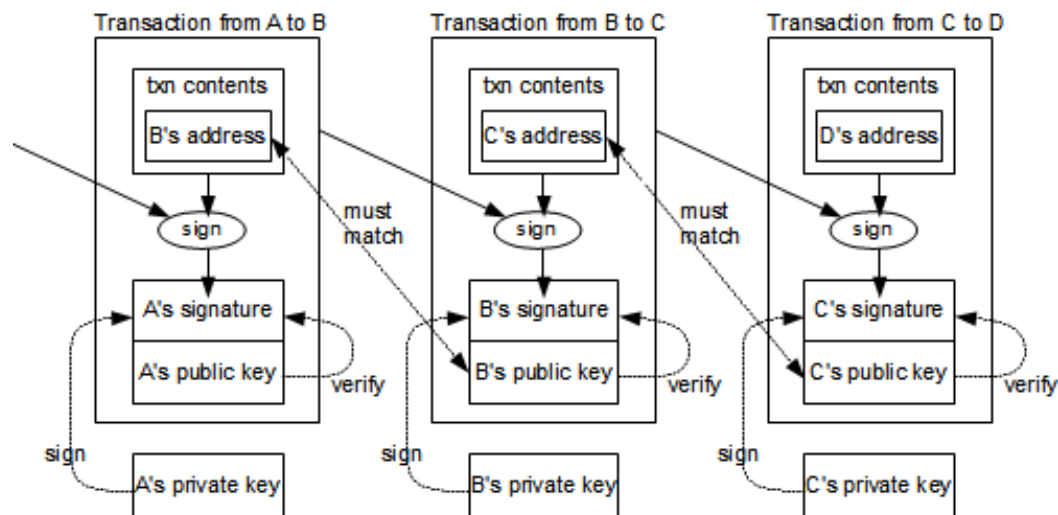 Transaction from A to B
Transaction from B to C
Transaction from C to D
txn contents
txn contents
txn contents
B's address
C's address
D's address
must
match
must
match
sign
sign
sign
A's signature
B's signature
C's signature
A's public key
B's public key
C's public key
verify
verify
verify
sign
sign
sign
A's private key
B's private key
C's private key